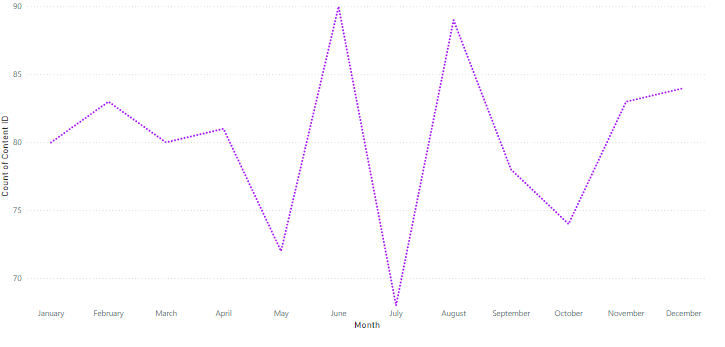 90
85
80
75
70
Count of Content ID
January February March April May June July August September October November December
Month